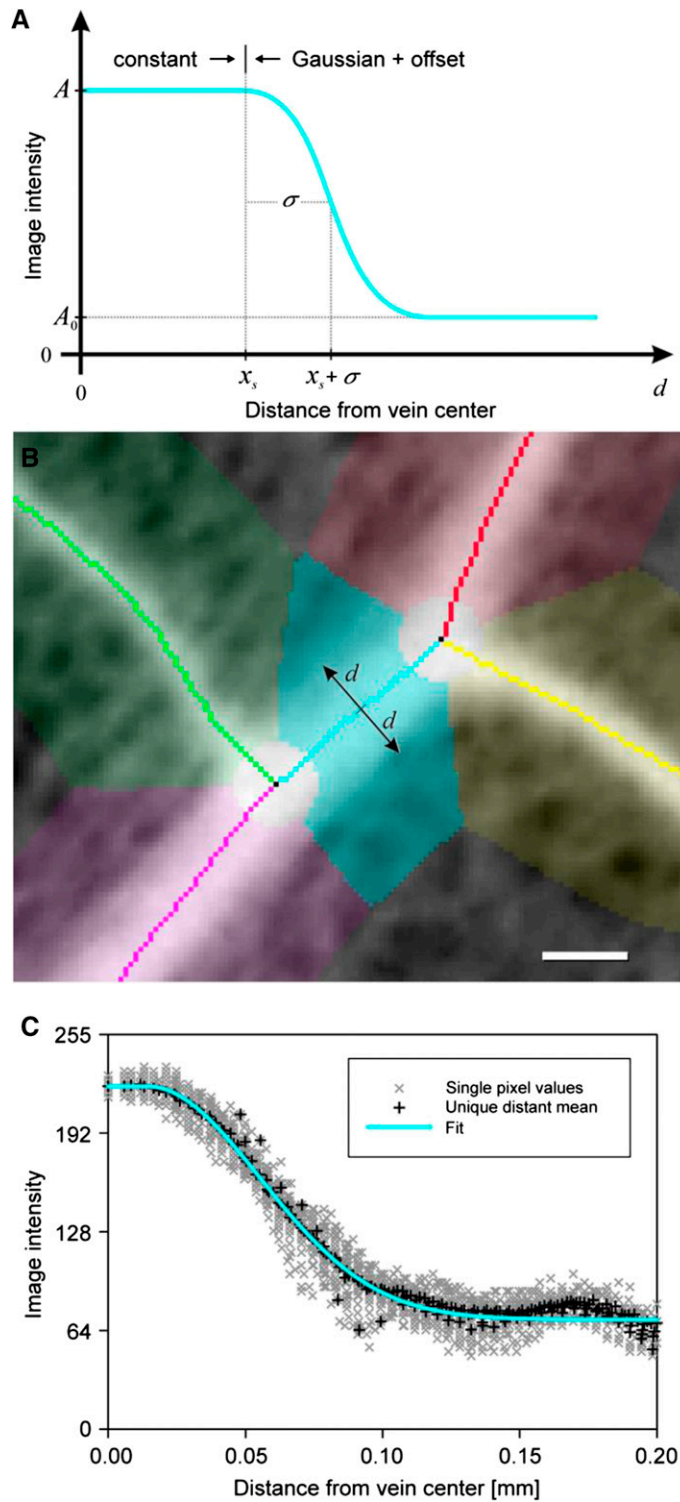 A
constant → ← Gaussian + offset
A
Image intensity
σ
A₀
0
0
xₛ
xₛ + σ
d
Distance from vein center
B
d
d
C
255
192
128
64
0
Image intensity
× Single pixel values
+ Unique distant mean
Fit
0.00
0.05
0.10
0.15
0.20
Distance from vein center [mm]